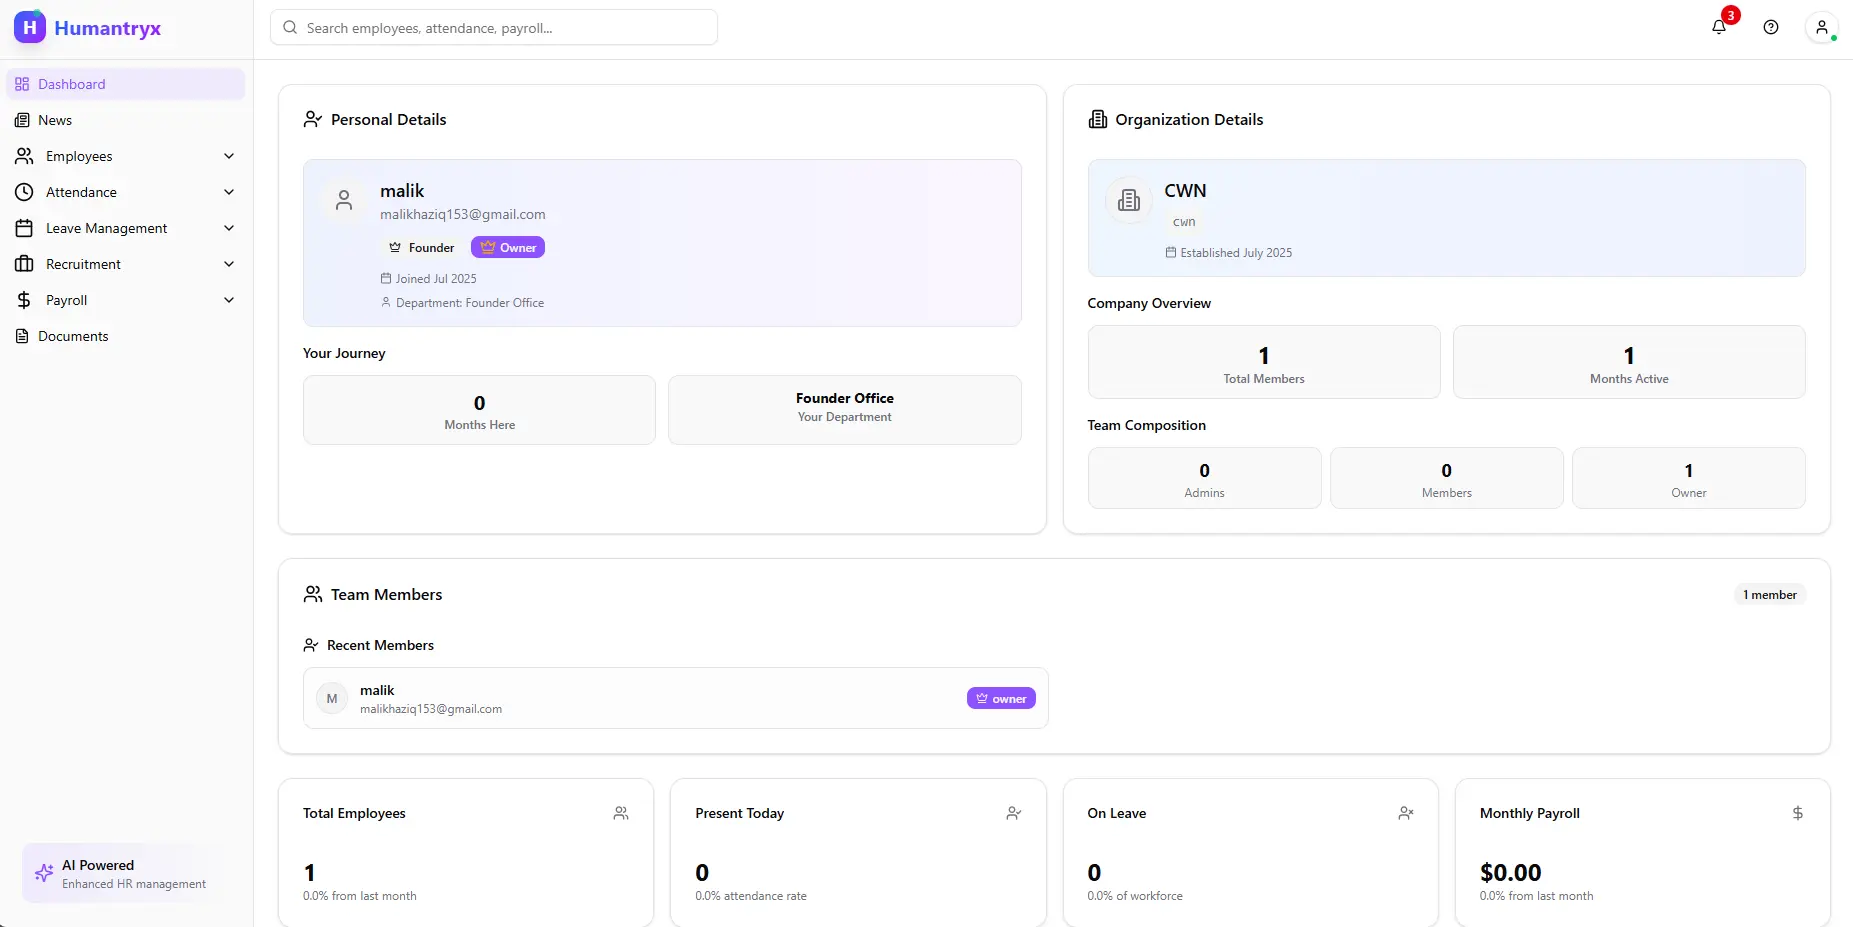 H Humantryx
Search employees, attendance, payroll...
3
Dashboard
News
Employees
Attendance
Leave Management
Recruitment
Payroll
Documents
AI Powered
Enhanced HR management
Personal Details
malik
malikhaziq153@gmail.com
Founder Owner
Joined Jul 2025
Department: Founder Office
Your Journey
0
Months Here
Founder Office
Your Department
Organization Details
CWN
cwn
Established July 2025
Company Overview
1
Total Members
1
Months Active
Team Composition
0
Admins
0
Members
1
Owner
Team Members
1 member
Recent Members
M
malik
malikhaziq153@gmail.com
owner
Total Employees
1
0.0% from last month
Present Today
0
0.0% attendance rate
On Leave
0
0.0% of workforce
Monthly Payroll
$0.00
0.0% from last month